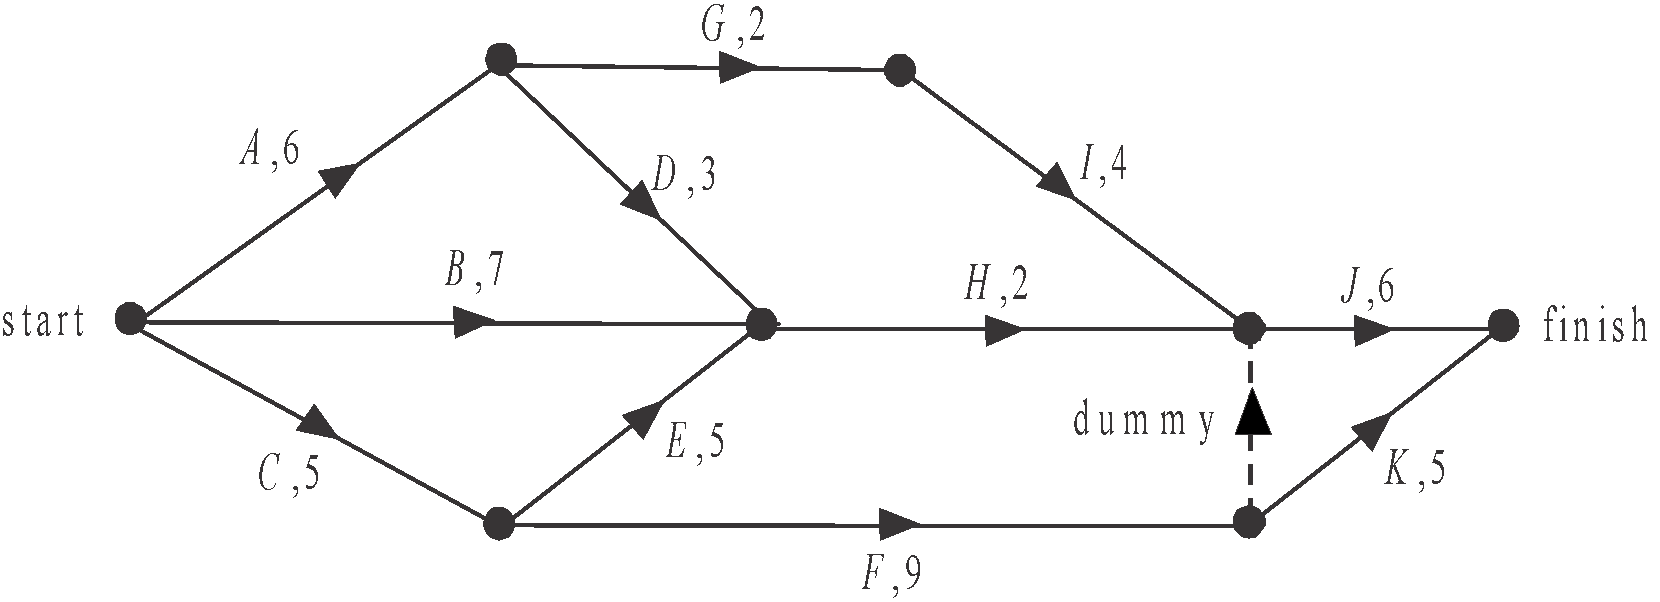 G,2
A,6
D,3
I,4
B,7
H,2
J,6
start
finish
dummy
E,5
C,5
K,5
F,9